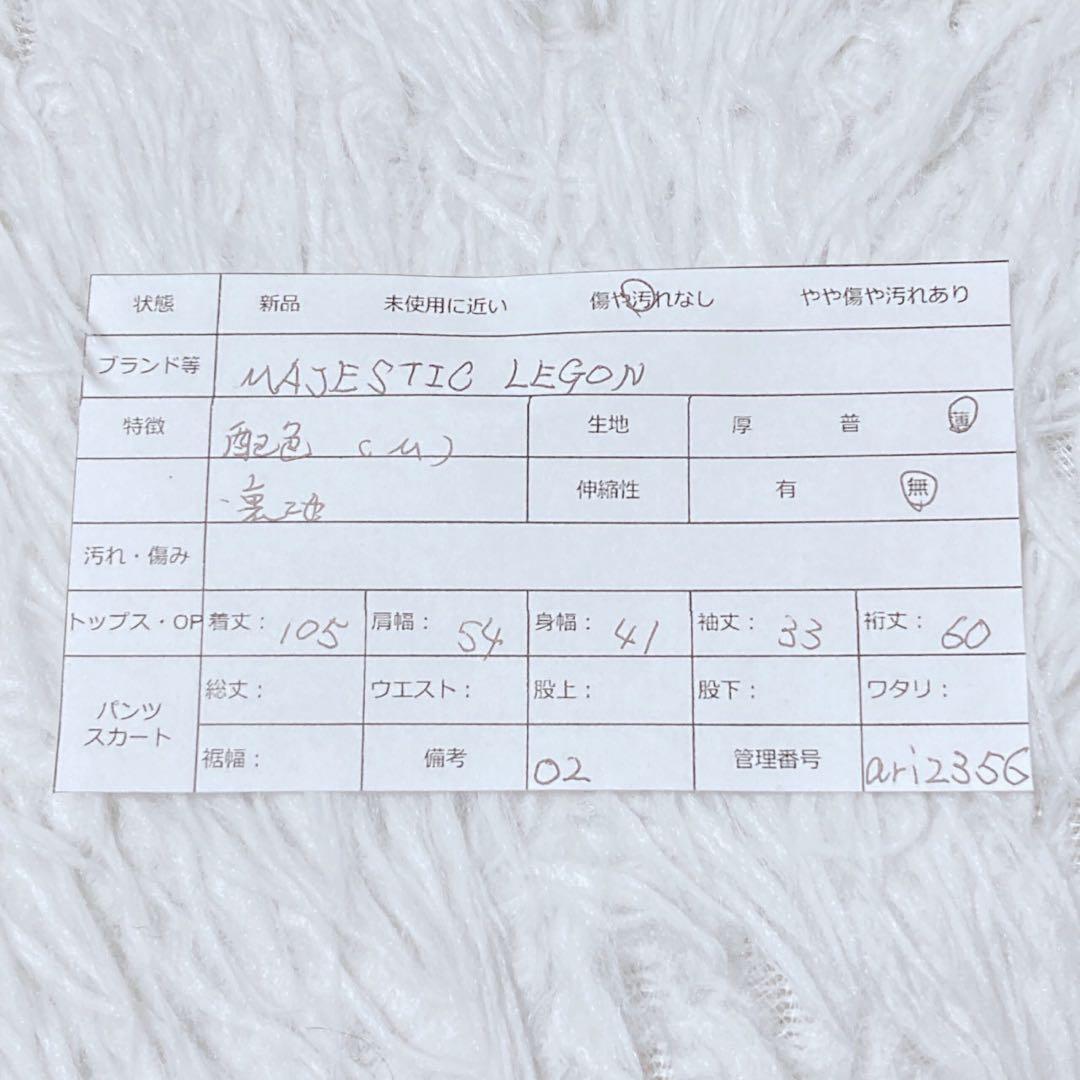 状態 新品 未使用に近い 傷や汚れなし やや傷や汚れあり
ブランド等 MAJESTIC LEGON
特徴 配色 (M) 生地 厚 普 薄
・裏地 伸縮性 有 無
汚れ・傷み
トップス・OP 着丈: 105 肩幅: 54 身幅: 41 袖丈: 33 裄丈: 60
パンツ スカート 総丈: ウエスト: 股上: 股下: ワタリ:
裾幅: 備考 02 管理番号 ari2356